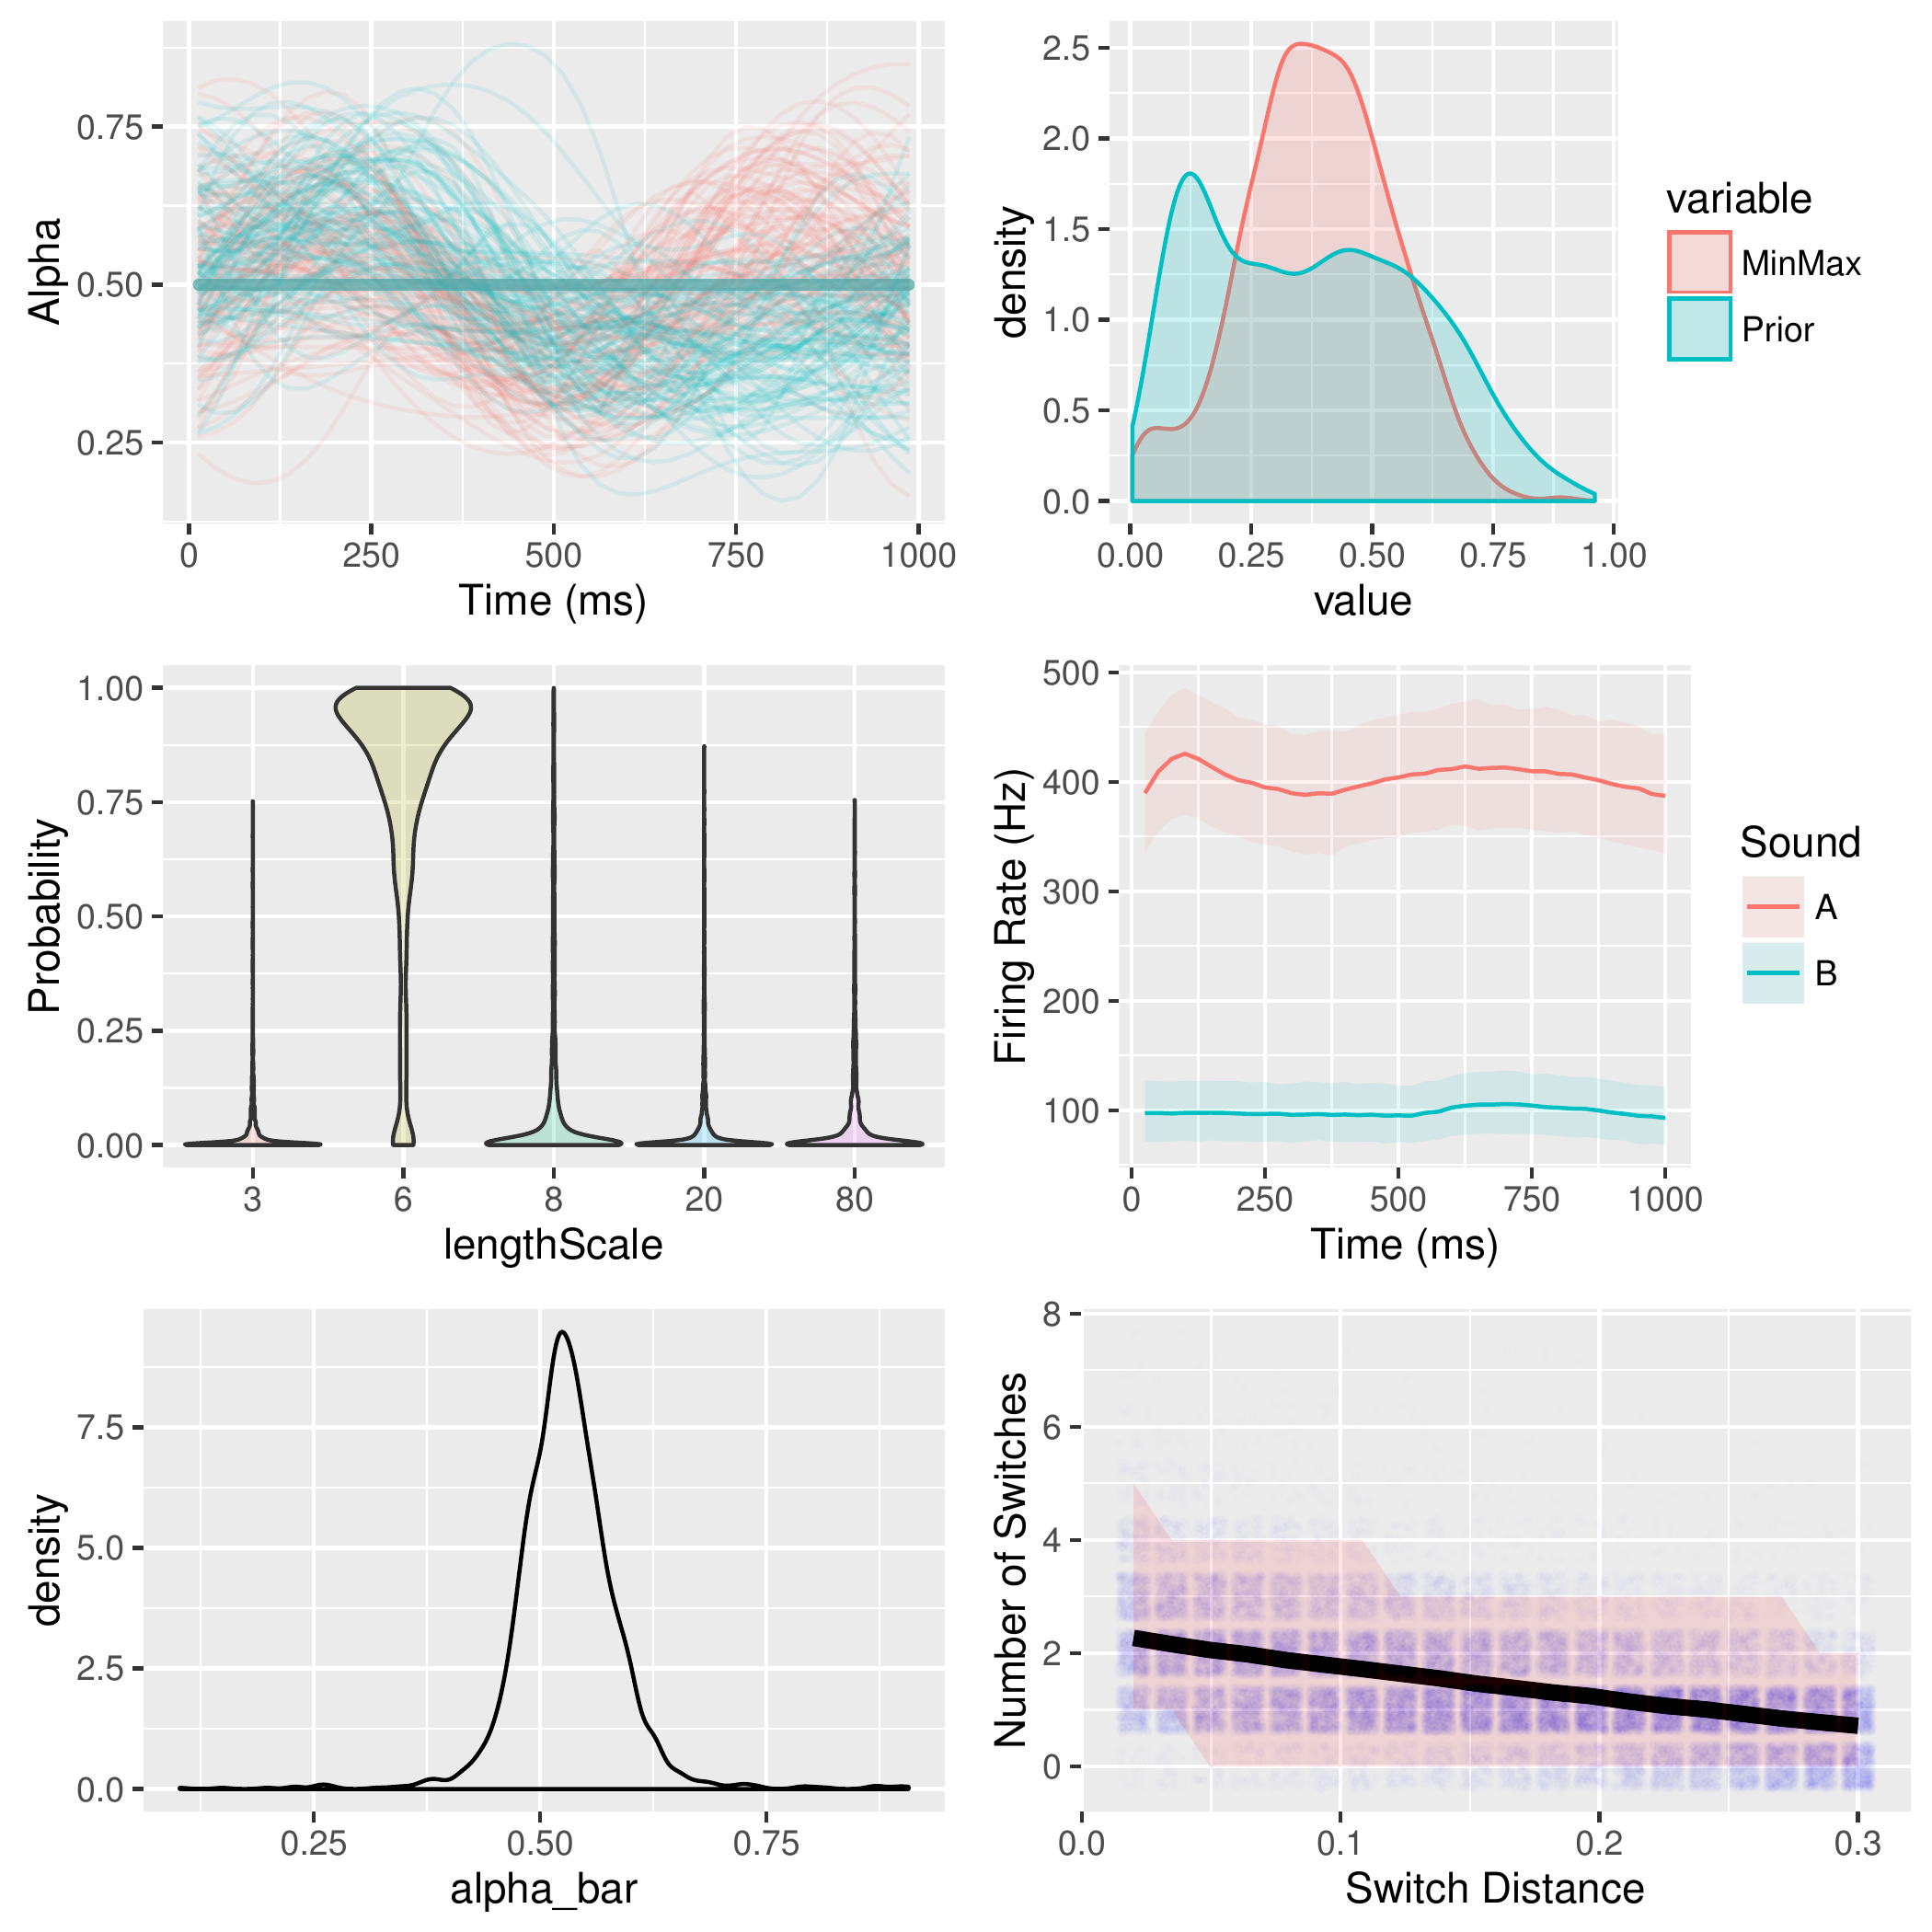 Alpha
0.75
0.50
0.25
0 250 500 750 1000
Time (ms)
density
2.5
2.0
1.5
1.0
0.5
0.0
0.00 0.25 0.50 0.75 1.00
value
variable
MinMax
Prior
Probability
1.00
0.75
0.50
0.25
0.00
3 6 8 20 80
lengthScale
Firing Rate (Hz)
500
400
300
200
100
0 250 500 750 1000
Time (ms)
Sound
A
B
density
7.5
5.0
2.5
0.0
0.25 0.50 0.75
alpha_bar
Number of Switches
8
6
4
2
0
0.0 0.1 0.2 0.3
Switch Distance